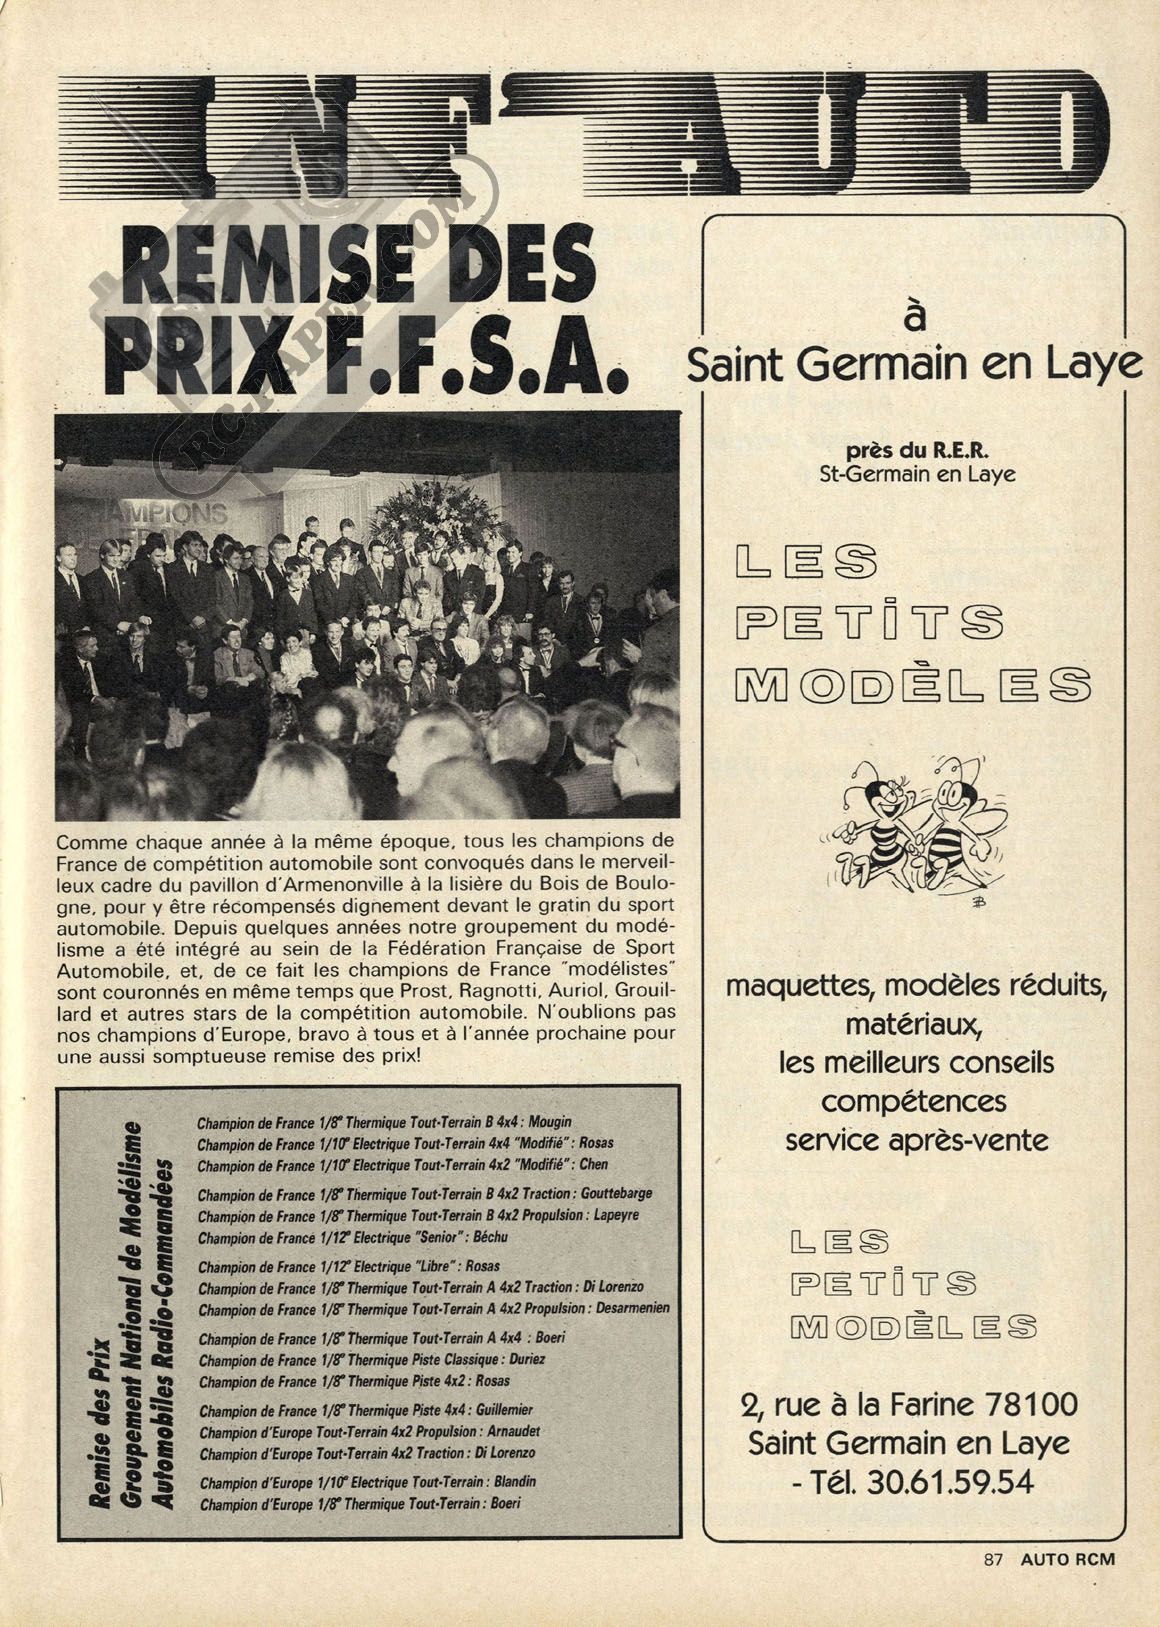 INF'AUTO
REMISE DES
PRIX F.F.S.A.
RC-PAPER.COM
CHAMPIONS
Comme chaque année à la même époque, tous les champions de
France de compétition automobile sont convoqués dans le merveil-
leux cadre du pavillon d'Armenonville à la lisière du Bois de Boulo-
gne, pour y être récompensés dignement devant le gratin du sport
automobile. Depuis quelques années notre groupement du modé-
lisme a été intégré au sein de la Fédération Française de Sport
Automobile, et, de ce fait les champions de France "modélistes"
sont couronnés en même temps que Prost, Ragnotti, Auriol, Grouil-
lard et autres stars de la compétition automobile. N'oublions pas
nos champions d'Europe, bravo à tous et à l'année prochaine pour
une aussi somptueuse remise des prix!
Remise des Prix
Groupement National de Modélisme
Automobiles Radio-Commandées
Champion de France 1/8e Thermique Tout-Terrain B 4x4 : Mougin
Champion de France 1/10e Electrique Tout-Terrain 4x4 "Modifié" : Rosas
Champion de France 1/10e Electrique Tout-Terrain 4x2 "Modifié" : Chen
Champion de France 1/8e Thermique Tout-Terrain B 4x2 Traction : Gouttebarge
Champion de France 1/8e Thermique Tout-Terrain B 4x2 Propulsion : Lapeyre
Champion de France 1/12e Electrique "Senior" : Béchu
Champion de France 1/12e Electrique "Libre" : Rosas
Champion de France 1/8e Thermique Tout-Terrain A 4x2 Traction : Di Lorenzo
Champion de France 1/8e Thermique Tout-Terrain A 4x2 Propulsion : Desarmenien
Champion de France 1/8e Thermique Tout-Terrain A 4x4 : Boeri
Champion de France 1/8e Thermique Piste Classique : Duriez
Champion de France 1/8e Thermique Piste 4x2 : Rosas
Champion de France 1/8e Thermique Piste 4x4 : Guillemier
Champion d'Europe Tout-Terrain 4x2 Propulsion : Arnaudet
Champion d'Europe Tout-Terrain 4x2 Traction : Di Lorenzo
Champion d'Europe 1/10e Electrique Tout-Terrain : Blandin
Champion d'Europe 1/8e Thermique Tout-Terrain : Boeri
à
Saint Germain en Laye
près du R.E.R.
St-Germain en Laye
LES
PETITS
MODÈLES
maquettes, modèles réduits,
matériaux,
les meilleurs conseils
compétences
service après-vente
LES
PETITS
MODÈLES
2, rue à la Farine 78100
Saint Germain en Laye
- Tél. 30.61.59.54
87 AUTO RCM